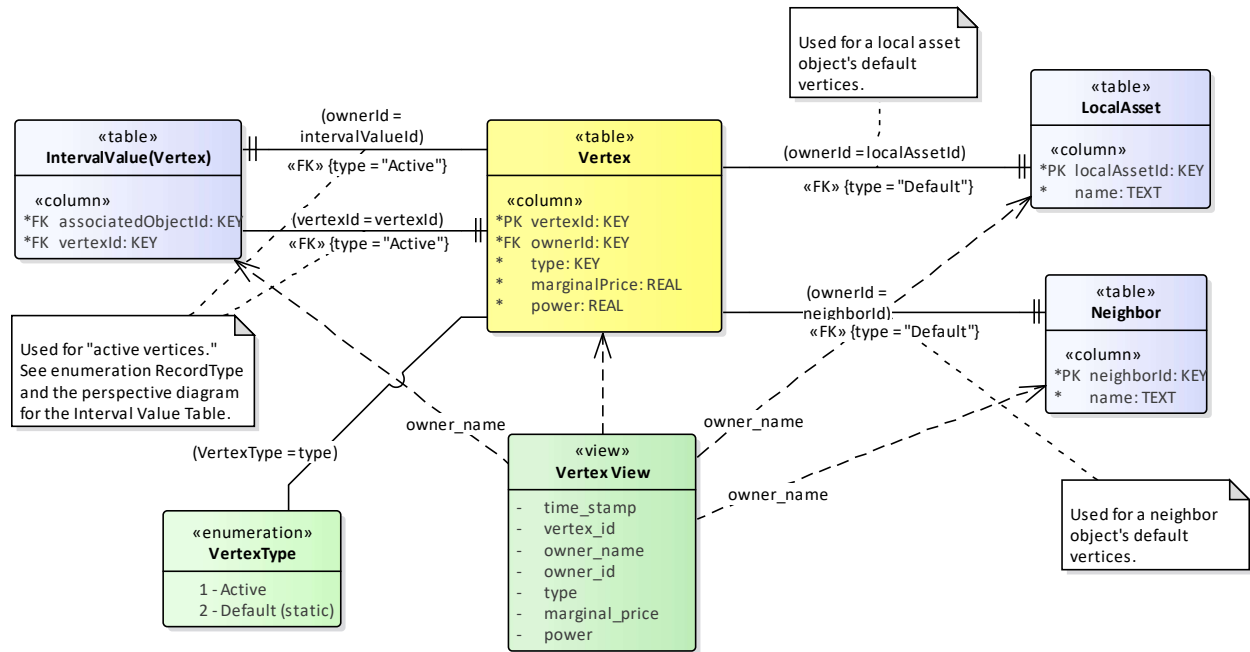 Used for a local asset
object's default
vertices.
«table»
LocalAsset
«column»
*PK localAssetId: KEY
* name: TEXT
(ownerId =
intervalValueId)
«FK» {type = "Active"}
«table»
IntervalValue(Vertex)
«column»
*FK associatedObjectId: KEY
*FK vertexId: KEY
(vertexId = vertexId)
«FK» {type = "Active"}
«table»
Vertex
«column»
*PK vertexId: KEY
*FK ownerId: KEY
* type: KEY
* marginalPrice: REAL
* power: REAL
(ownerId = localAssetId)
«FK» {type = "Default"}
(ownerId =
neighborId)
«FK» {type = "Default"}
«table»
Neighbor
«column»
*PK neighborId: KEY
* name: TEXT
Used for "active vertices."
See enumeration RecordType
and the perspective diagram
for the Interval Value Table.
owner_name
owner_name
owner_name
(VertexType = type)
«enumeration»
VertexType
1 - Active
2 - Default (static)
«view»
Vertex View
- time_stamp
- vertex_id
- owner_name
- owner_id
- type
- marginal_price
- power
Used for a neighbor
object's default
vertices.